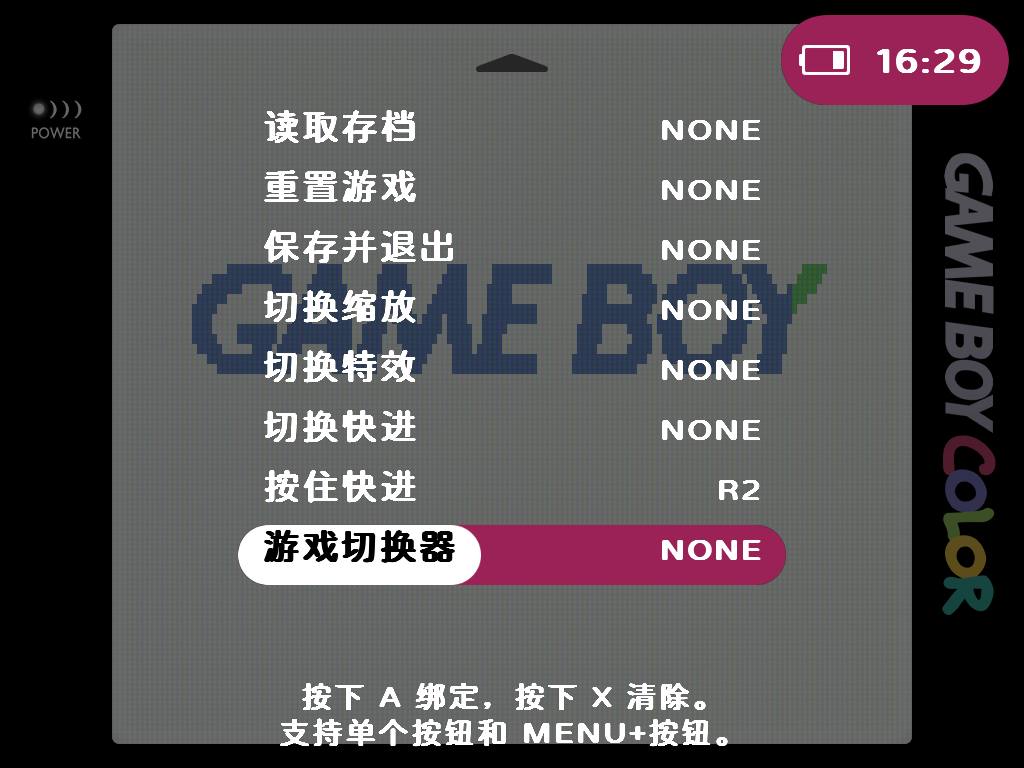 16:29
POWER
读取存档 NONE
重置游戏 NONE
保存并退出 NONE
切换缩放 NONE
切换特效 NONE
切换快进 NONE
按住快进 R2
游戏切换器 NONE
GAME BOY
GAME BOY COLOR
按下 A 绑定，按下 X 清除。
支持单个按钮和 MENU+按钮。